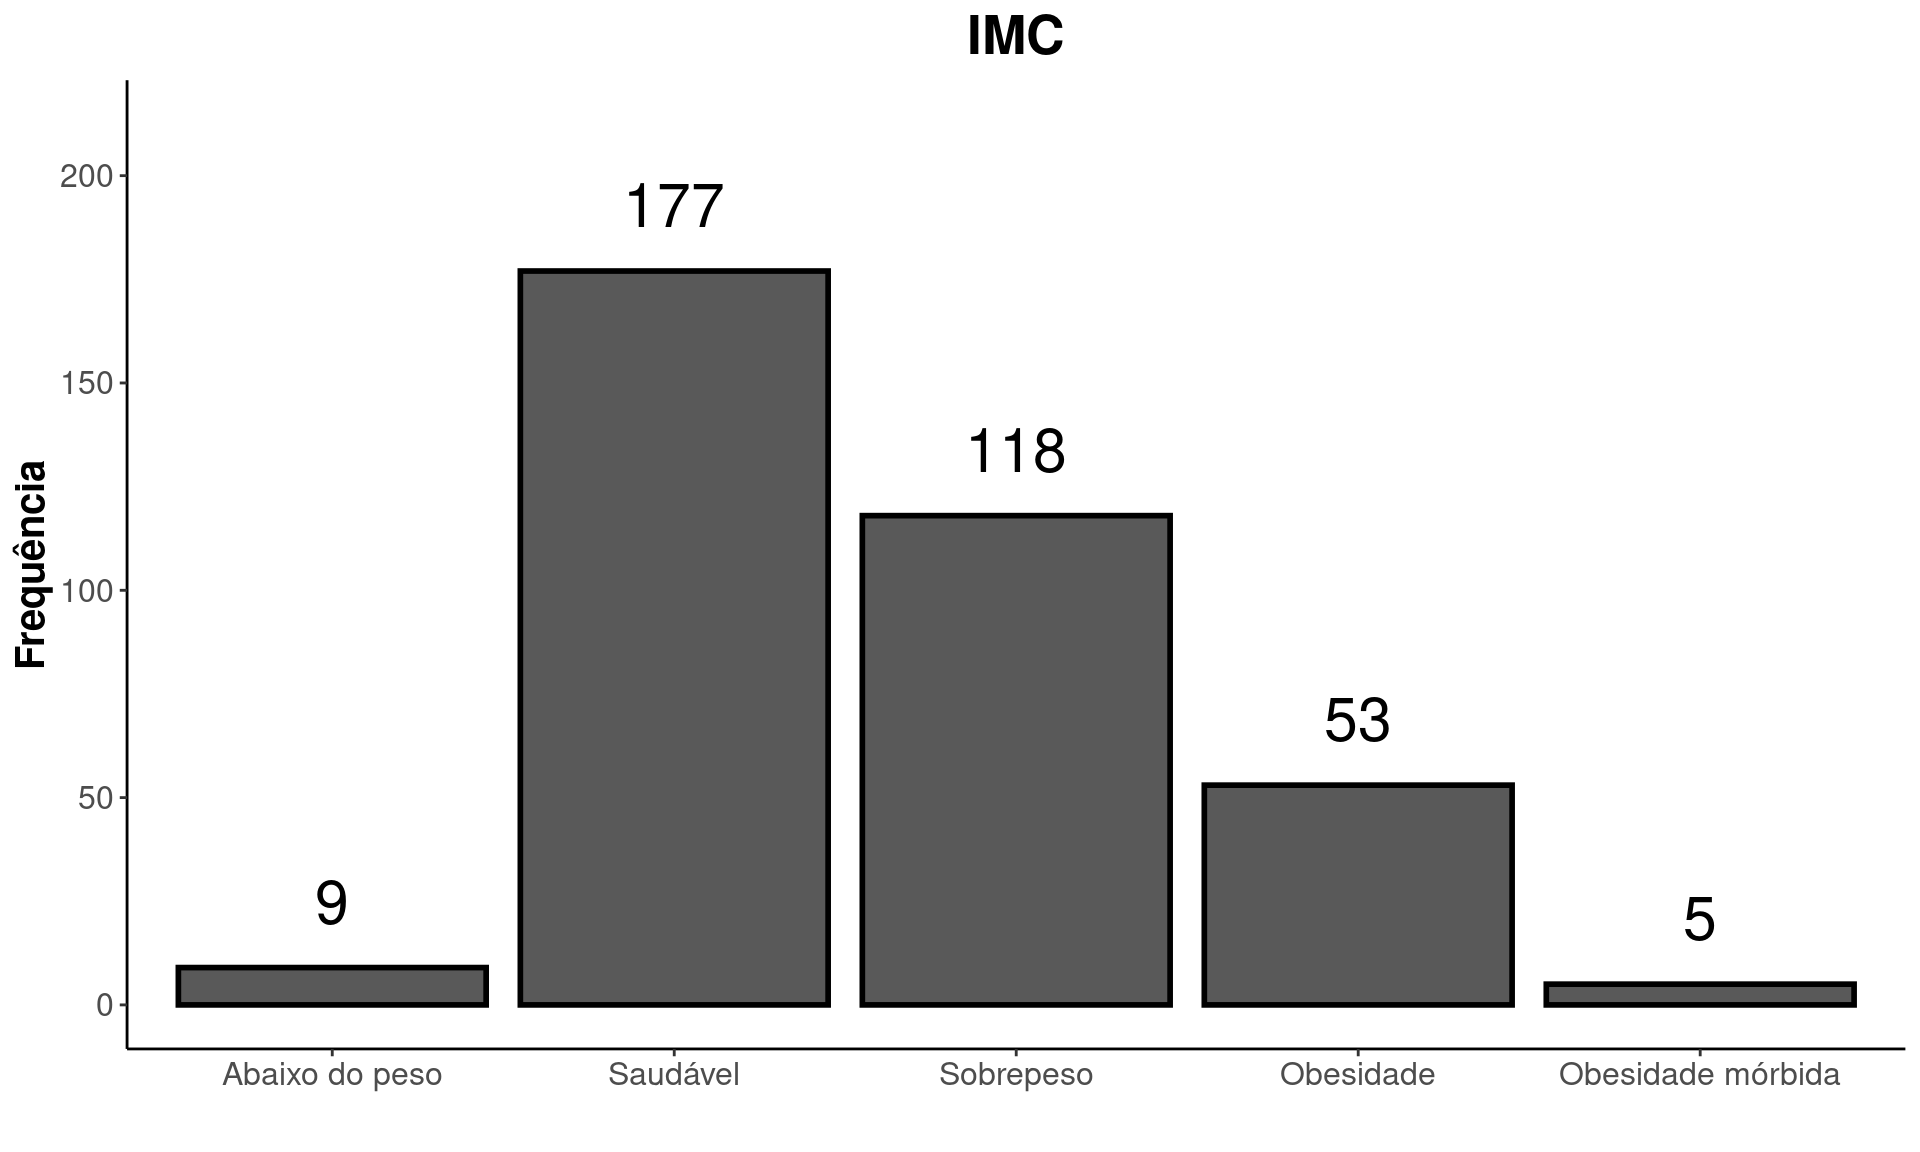 IMC
Frequência
200
150
100
50
0
177
118
53
9
5
Abaixo do peso
Saudável
Sobrepeso
Obesidade
Obesidade mórbida